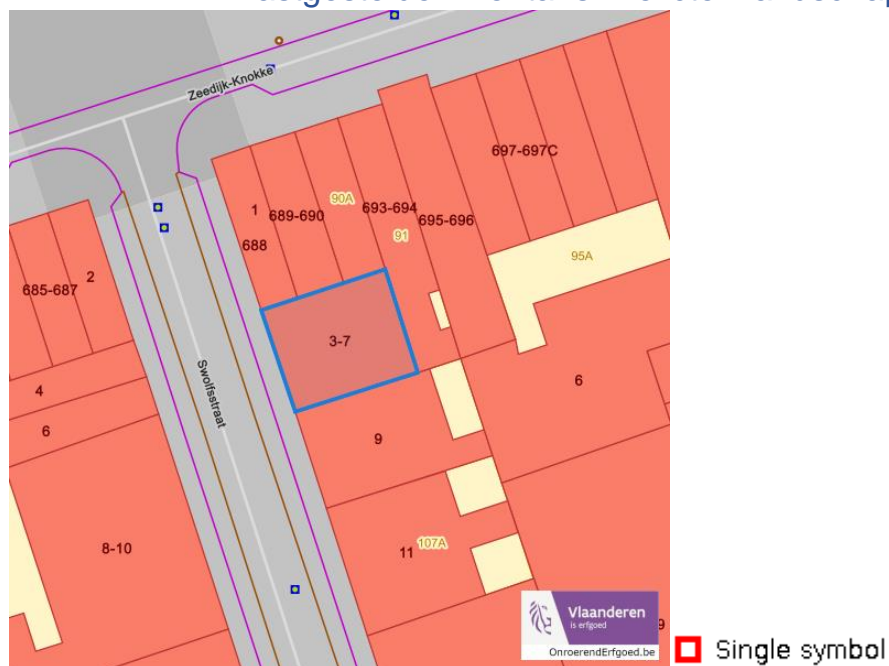 Zeedijk-Knokke
697-697C
1
689-690
90A
693-694
695-696
688
91
95A
685-687
2
3-7
Swolfsstraat
4
6
6
9
8-10
11
107A
Vlaanderen
is erfgoed
9
OnroerendErfgoed.be
Single symbol